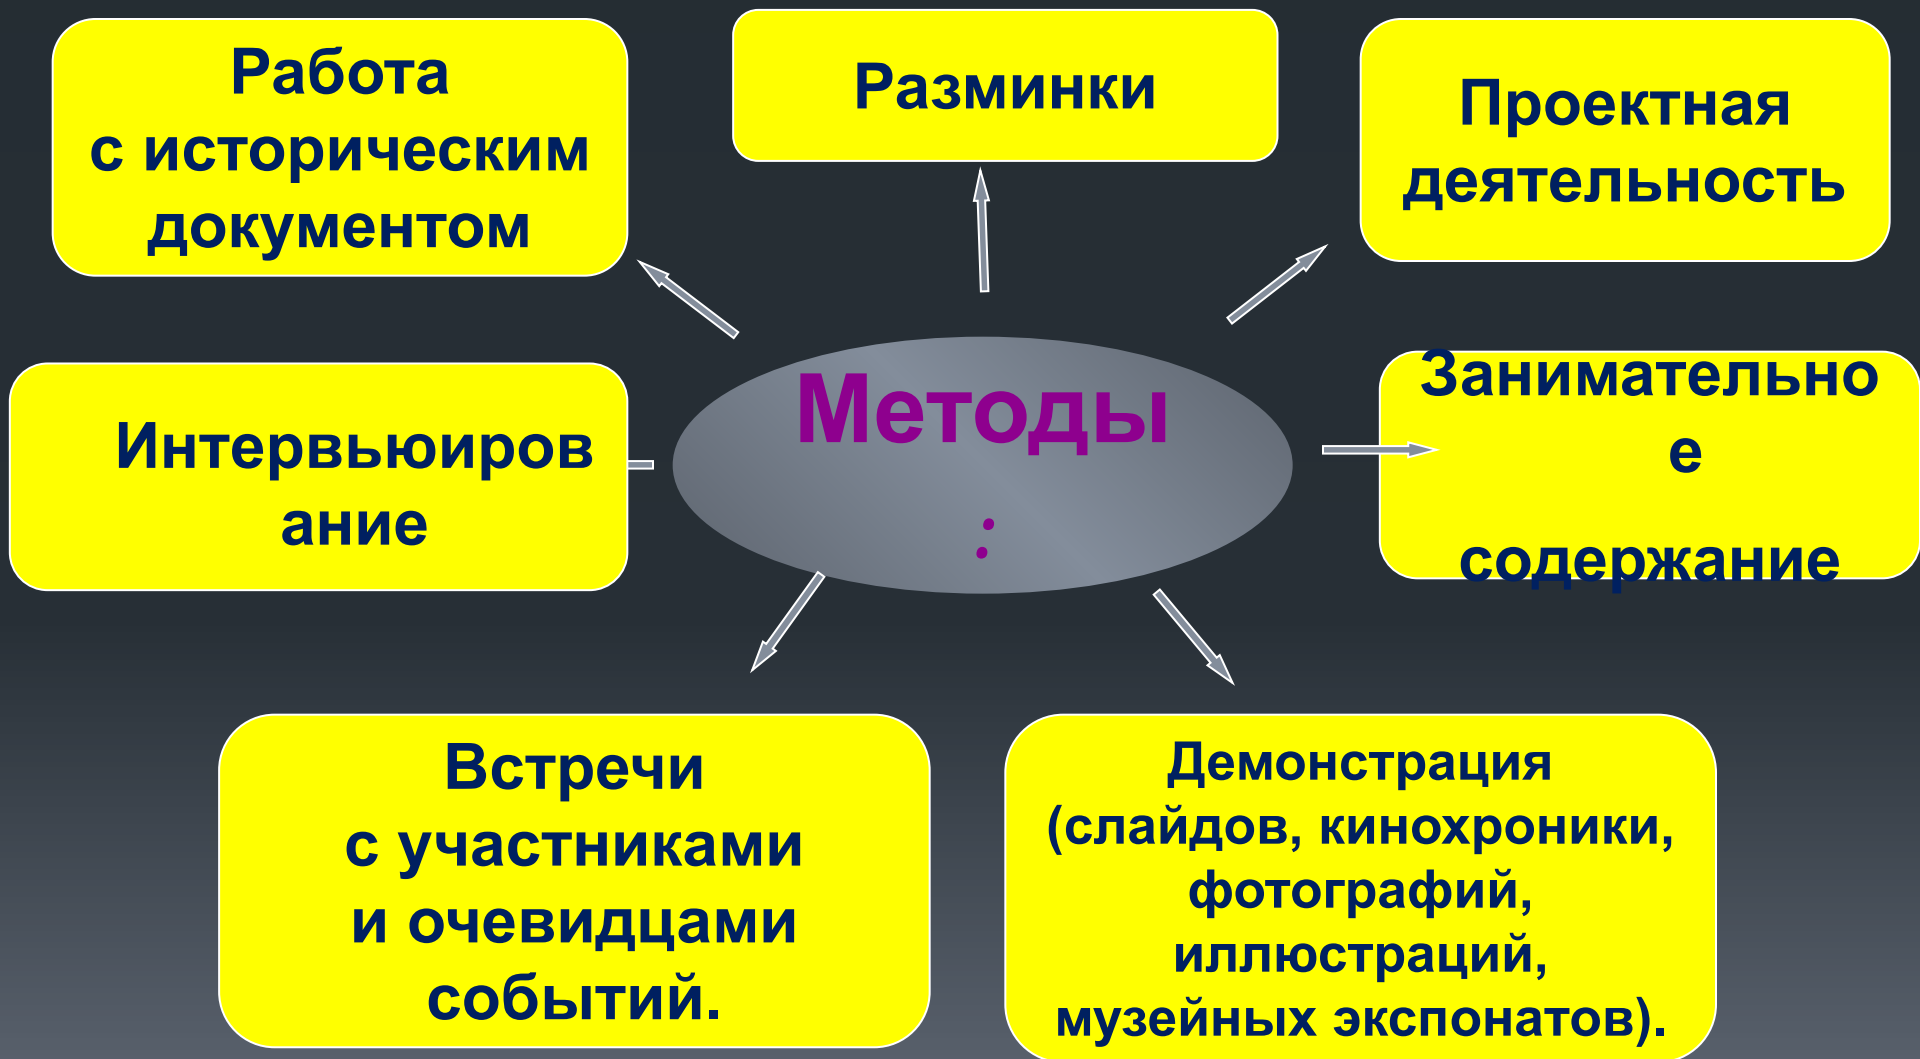 Работа
с историческим
документом
Разминки
Проектная
деятельность
Интервьюиров
ание
Методы
:
Занимательно
е
содержание
Встречи
с участниками
и очевидцами
событий.
Демонстрация
(слайдов, кинохроники,
фотографий,
иллюстраций,
музейных экспонатов).